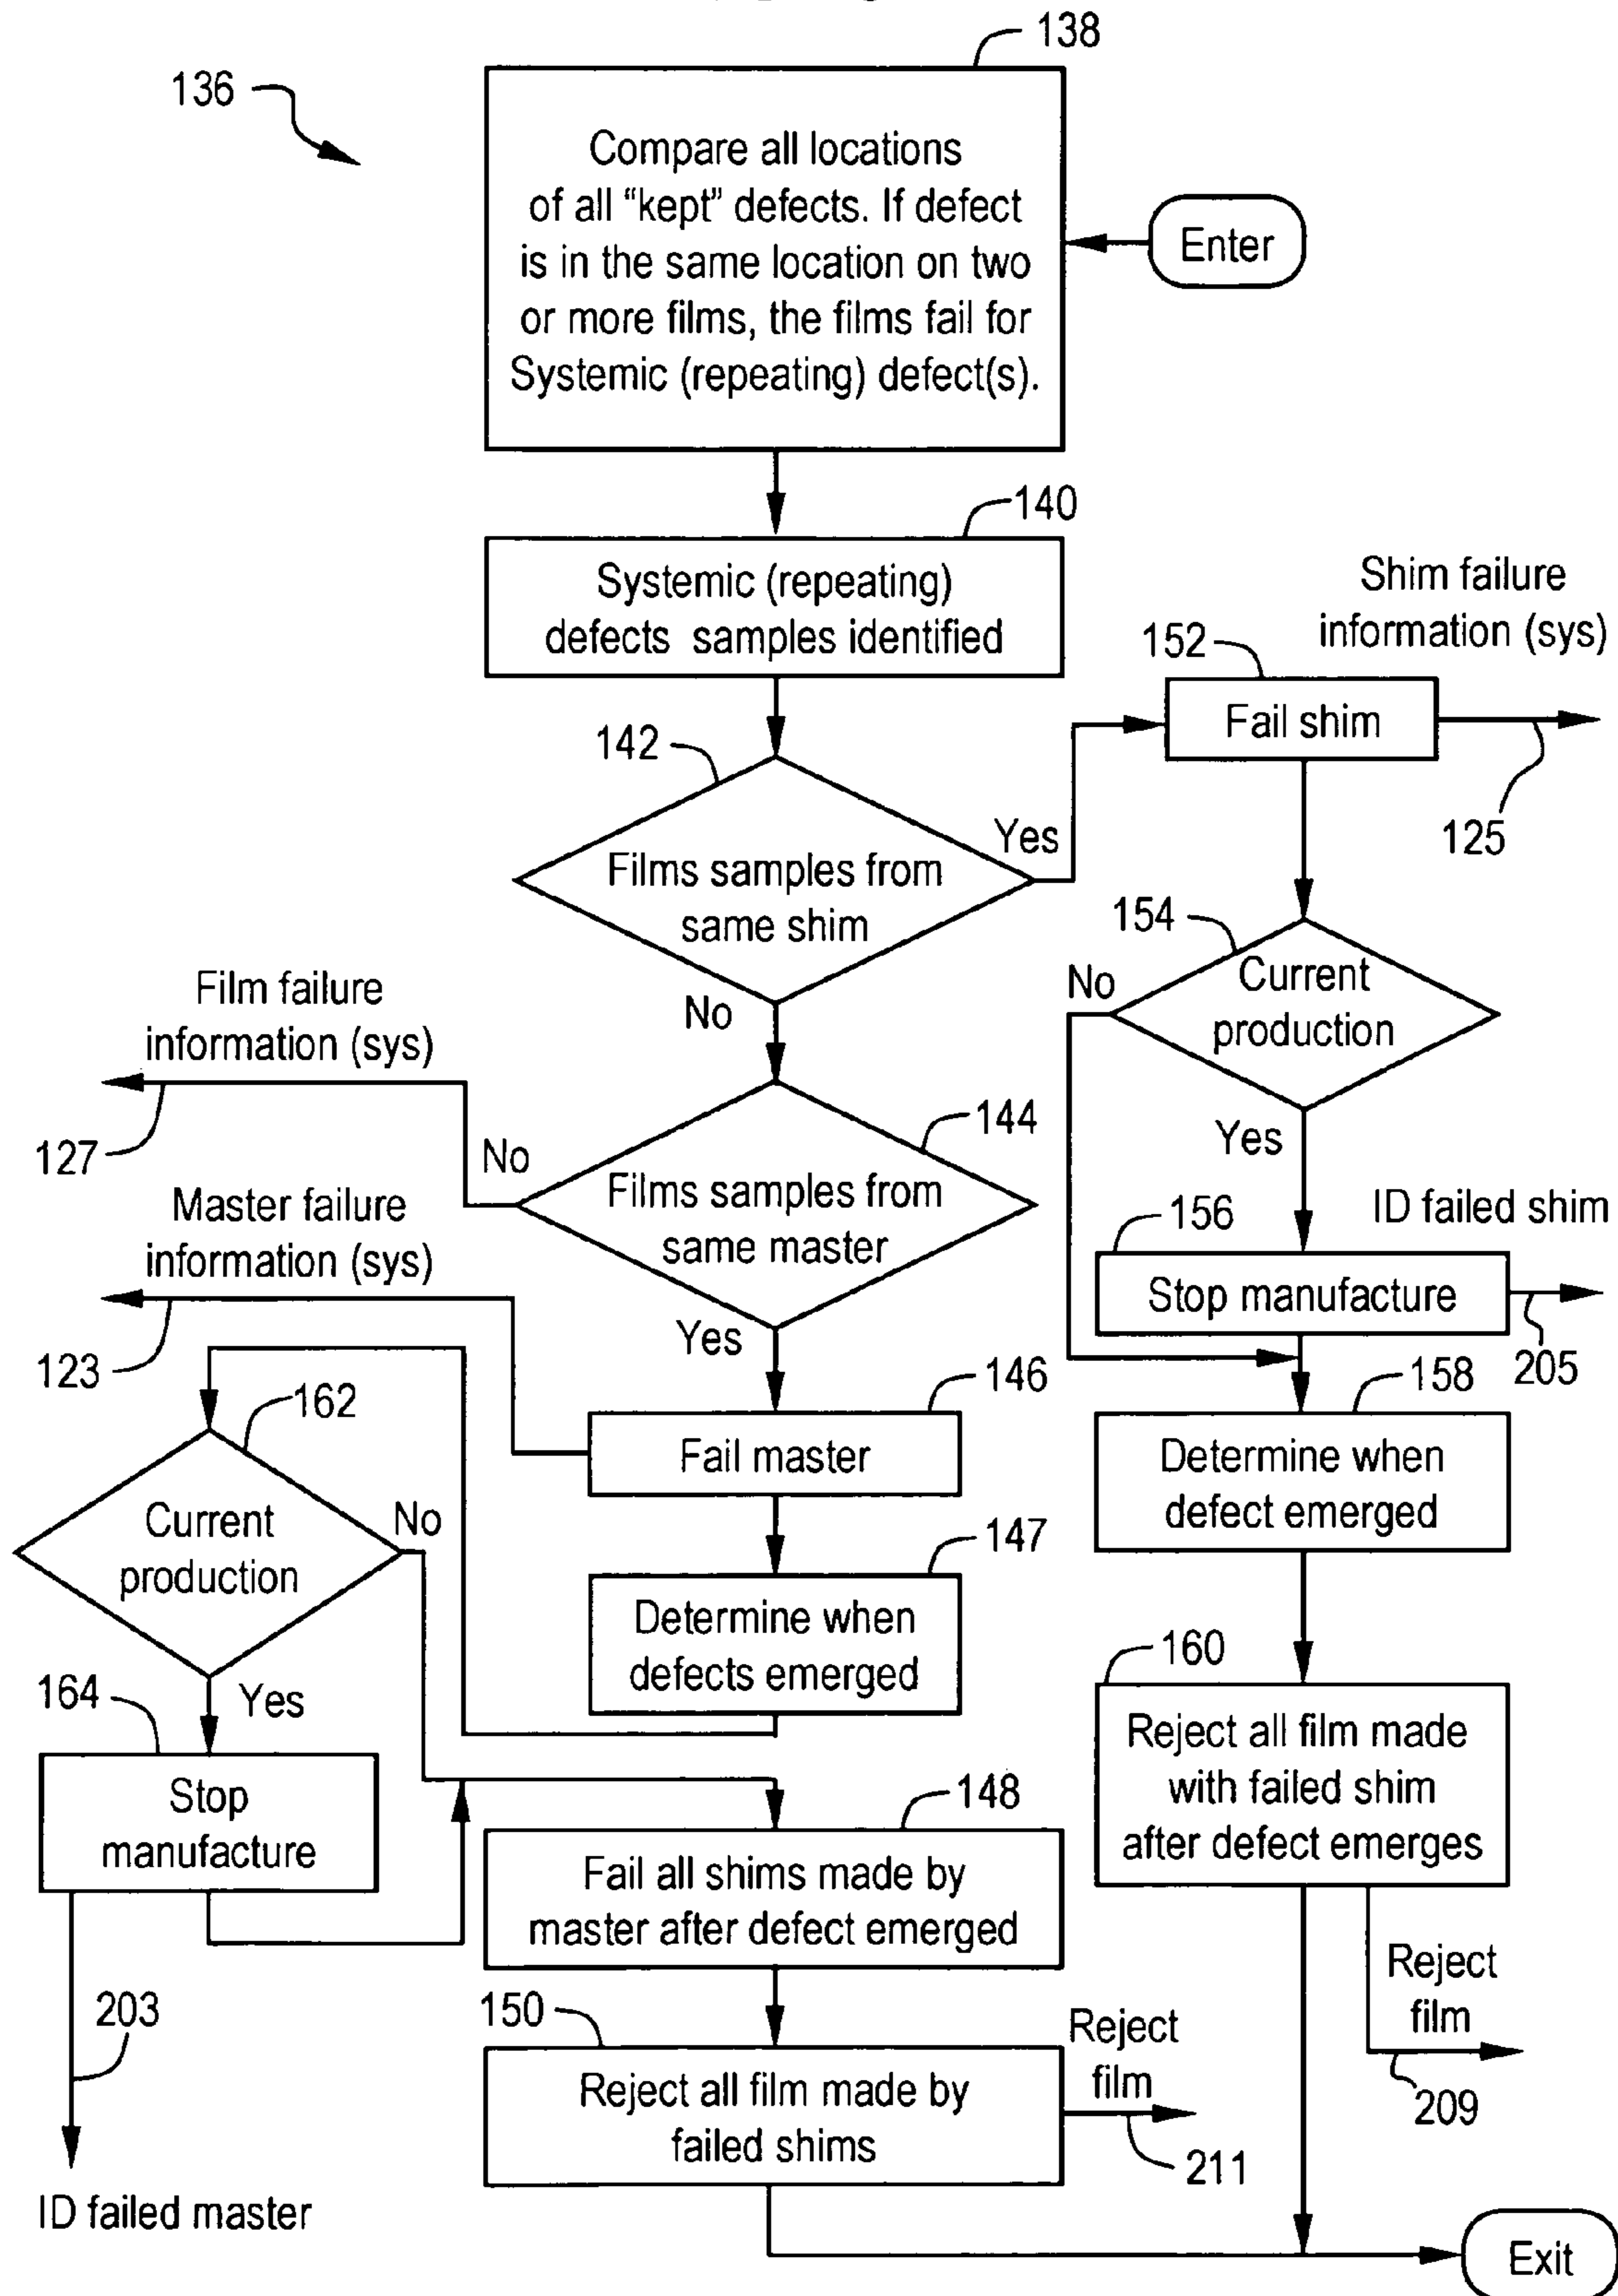 138
136
Compare all locations
of all “kept” defects. If defect
is in the same location on two
or more films, the films fail for
Systemic (repeating) defect(s).
Enter
140
Systemic (repeating)
defects samples identified
Shim failure
information (sys)
152
Fail shim
125
142
Films samples from
same shim
Yes
No
154
Current
production
No
Yes
Film failure
information (sys)
127
No
144
Films samples from
same master
Yes
Master failure
information (sys)
123
156
ID failed shim
Stop manufacture
205
146
Fail master
158
Determine when
defect emerged
162
Current
production
No
Yes
147
Determine when
defects emerged
160
Reject all film made
with failed shim
after defect emerges
164
Stop
manufacture
148
Fail all shims made by
master after defect emerged
Reject
film
209
203
ID failed master
150
Reject all film made by
failed shims
Reject
film
211
Exit